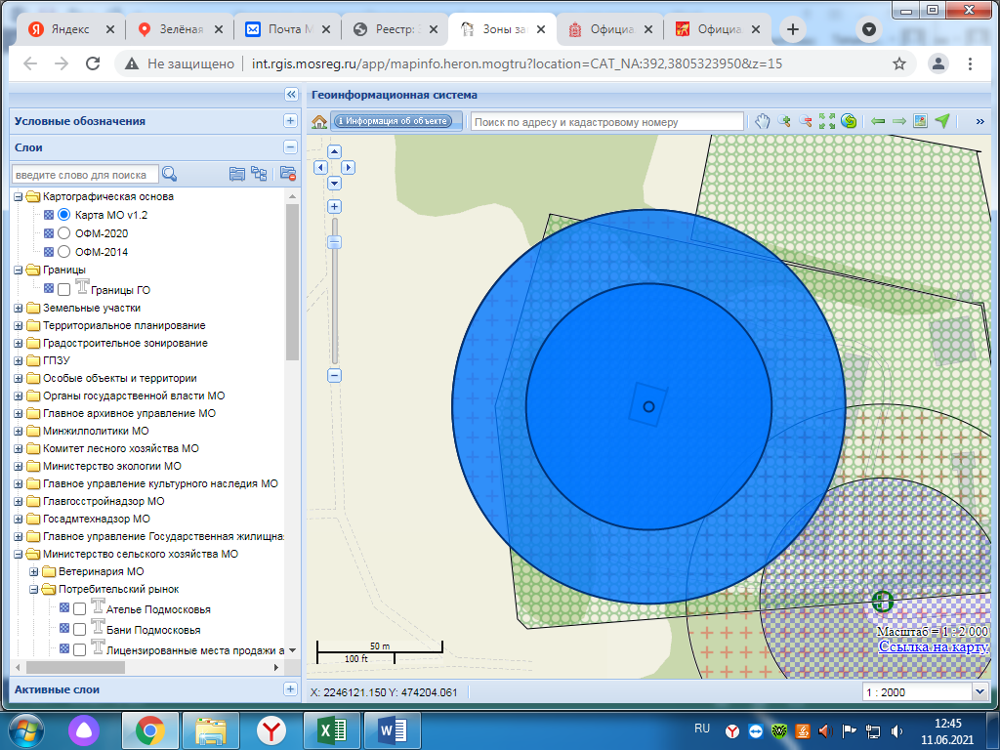 Яндекс
Зелёная
Почта М
Реестр: З
Зоны за
Официа
Официа
Не защищено
int.rgis.mosreg.ru/app/mapinfo.heron.mogtru?location=CAT_NA:392,3805323950&z=15
Геоинформационная система
Условные обозначения
Слои
введите слово для поиска
Информация об объекте
Поиск по адресу и кадастровому номеру
Картографическая основа
Карта МО v1.2
ОФМ-2020
ОФМ-2014
Границы
Границы ГО
Земельные участки
Территориальное планирование
Градостроительное зонирование
ГПЗУ
Особые объекты и территории
Органы государственной власти МО
Главное архивное управление МО
Минжилполитики МО
Комитет лесного хозяйства МО
Министерство экологии МО
Главное управление культурного наследия МО
Главгосстройнадзор МО
Госадмтехнадзор МО
Главное управление Государственная жилищна
Министерство сельского хозяйства МО
Ветеринария МО
Потребительский рынок
Ателье Подмосковья
Бани Подмосковья
Лицензированные места продажи а
Активные слои
50 m
100 ft
Масштаб = 1 : 2 000
Ссылка на карту
X: 2246121.150 Y: 474204.061
1 : 2000
RU
12:45
11.06.2021